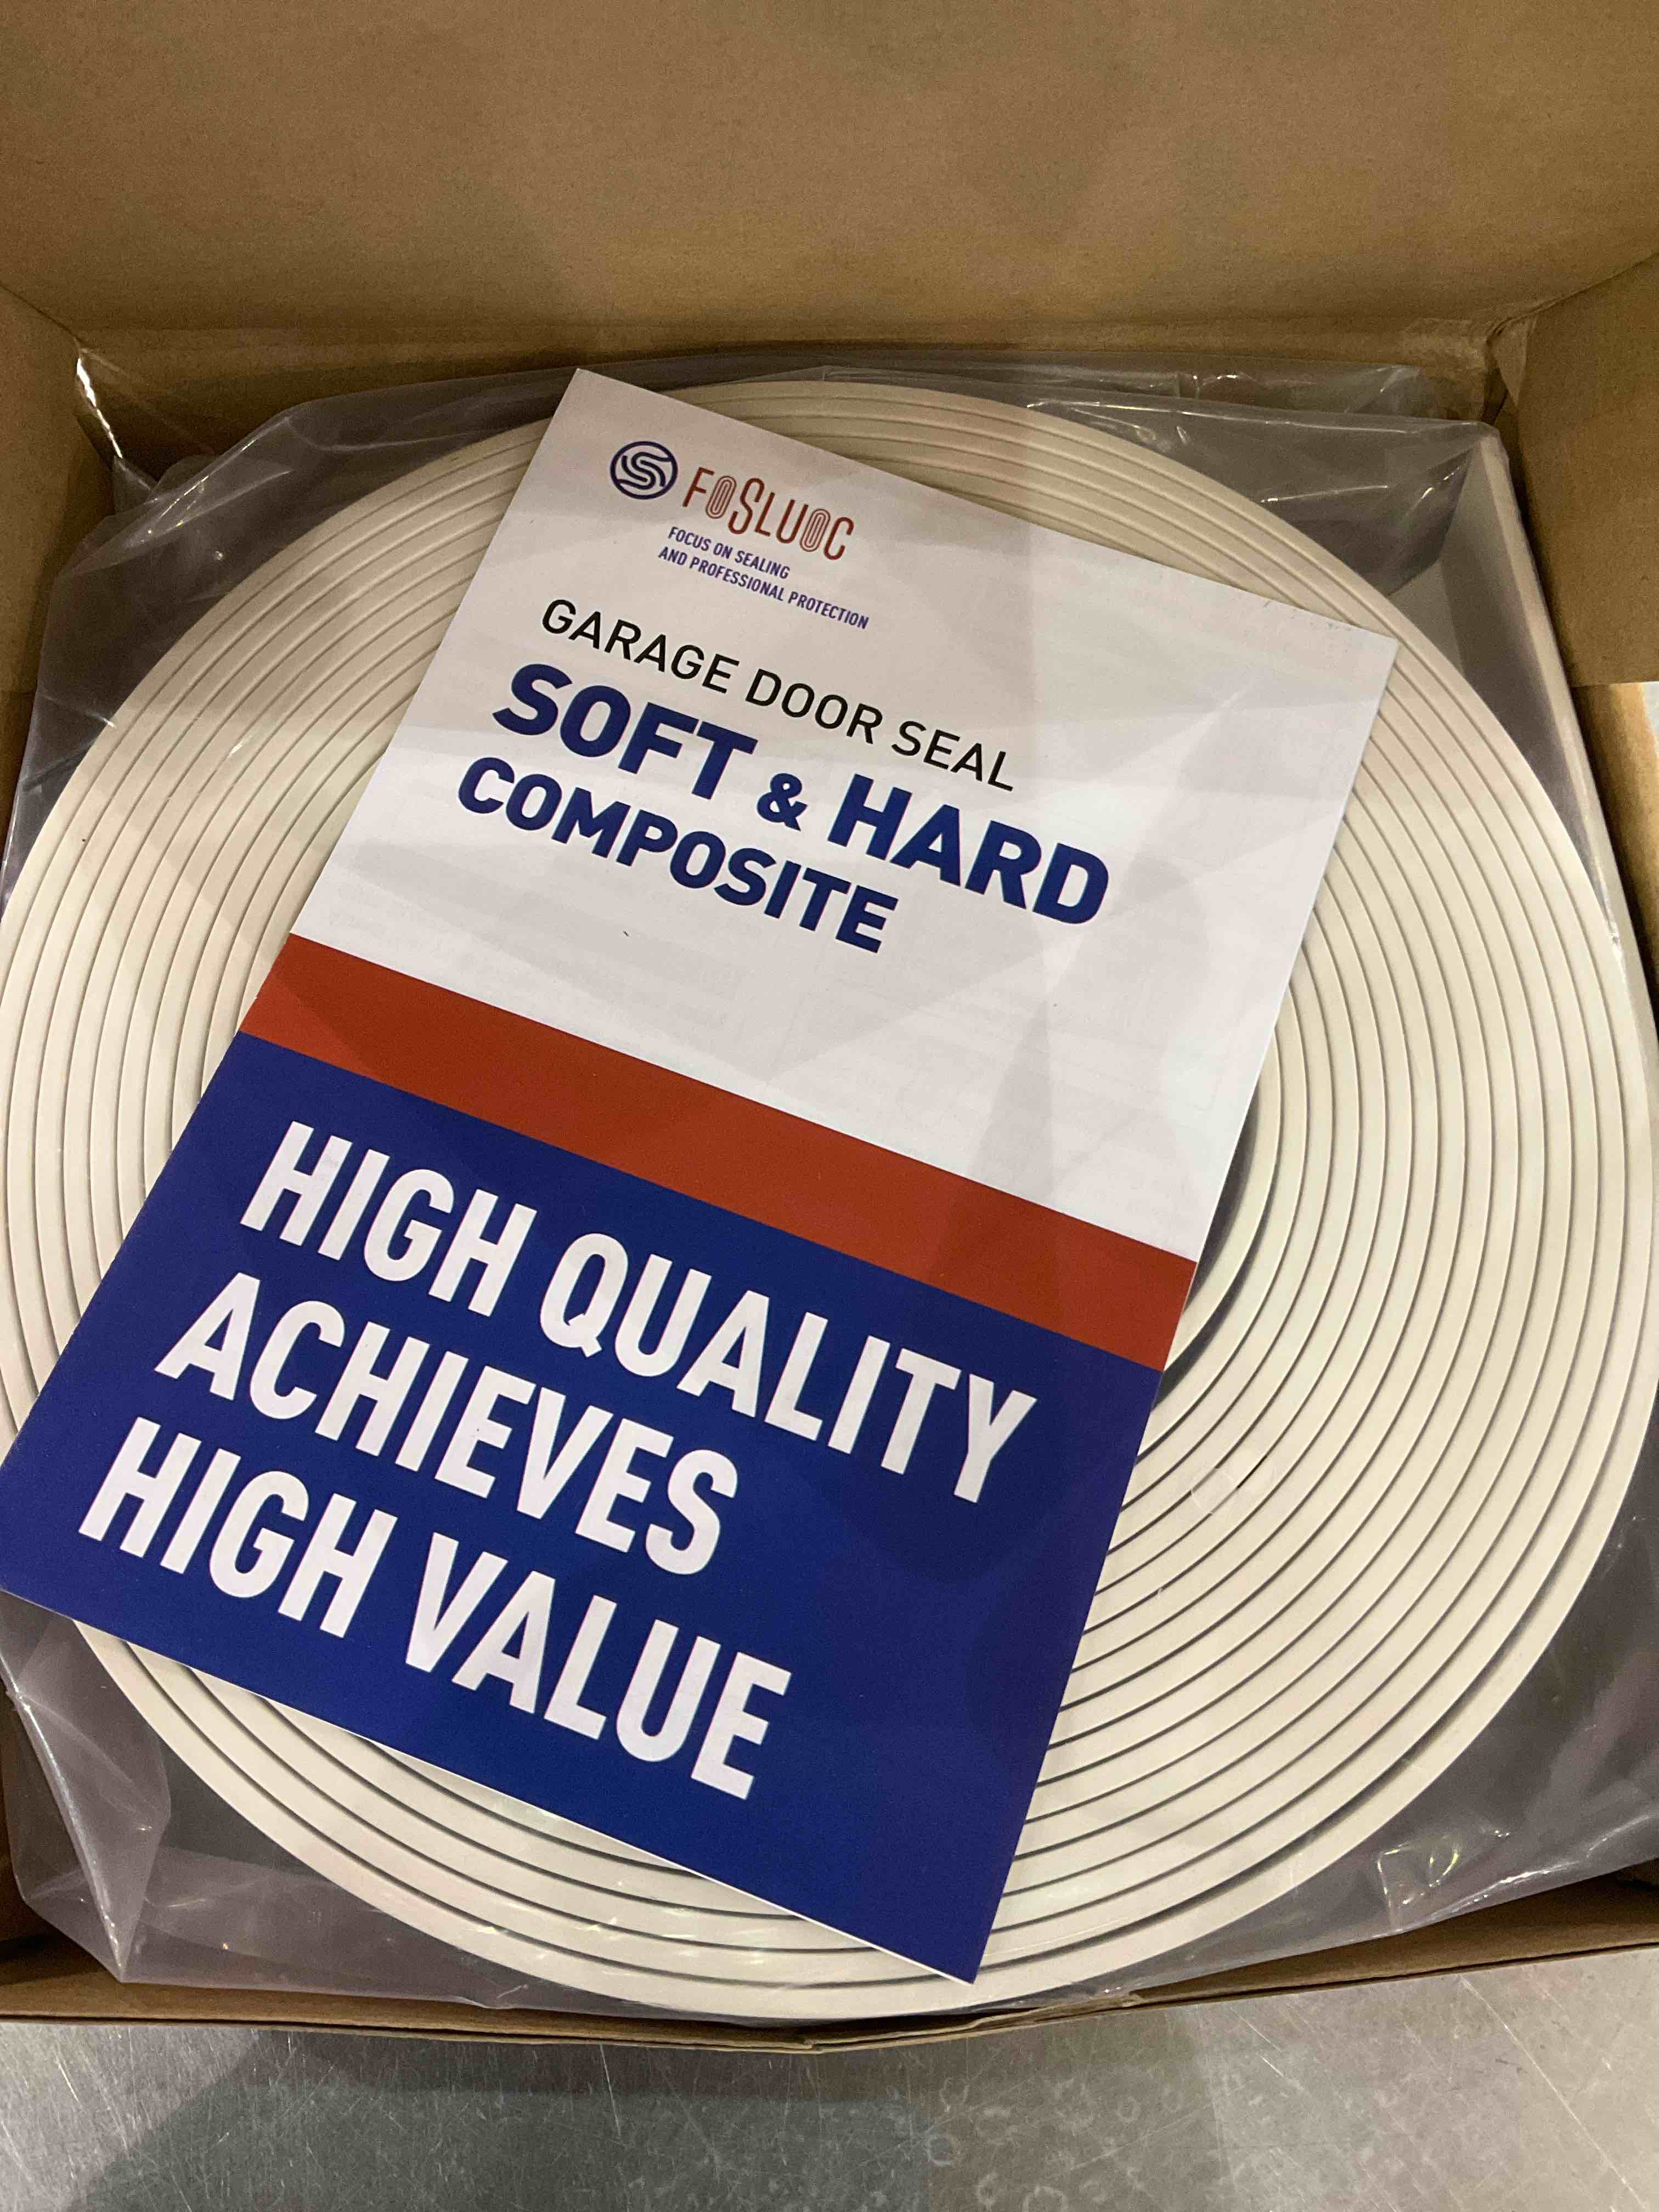 FOSLUOC
FOCUS ON SEALING
AND PROFESSIONAL PROTECTION
GARAGE DOOR SEAL
SOFT & HARD
COMPOSITE
HIGH QUALITY
ACHIEVES
HIGH VALUE